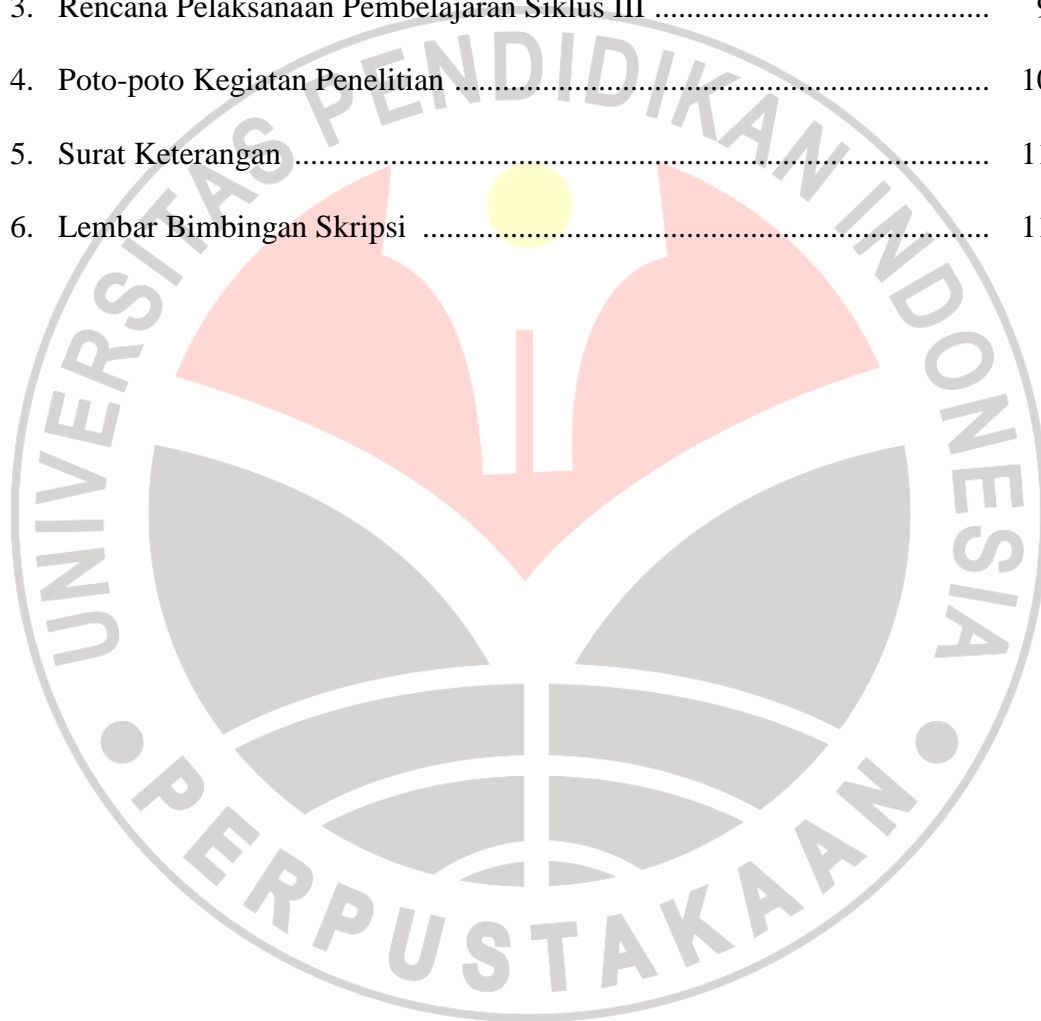 3. Rencana Pelaksanaan Pembelajaran Siklus III ........................................
4. Poto-poto Kegiatan Penelitian ................................................................
5. Surat Keterangan ...................................................................................
6. Lembar Bimbingan Skripsi ....................................................................
UNIVERSITAS PENDIDIKAN INDONESIA
PERPUSTAKAAN